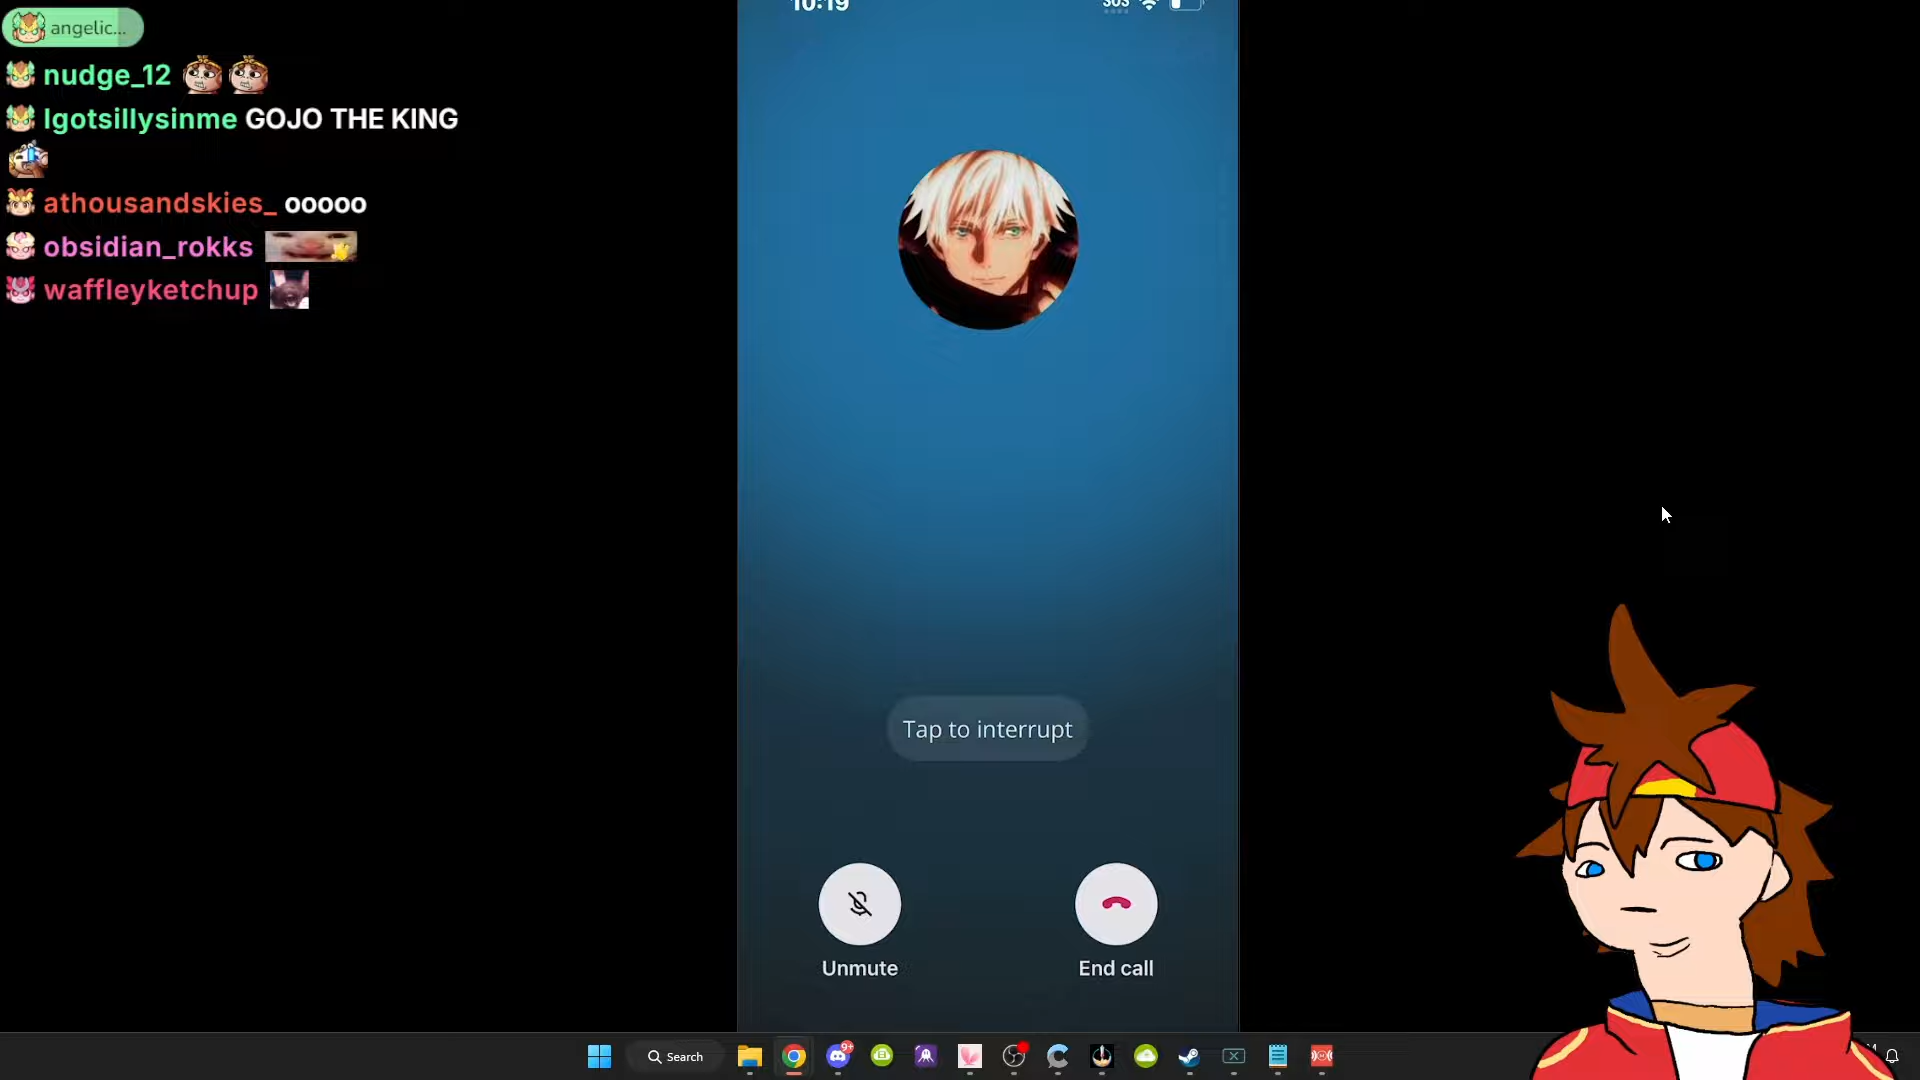 angelic...
nudge_12
Igotsillysinme GOJO THE KING
athousandskies_ ooooo
obsidian_rokks
waffleyketchup
10:19
SOS
Tap to interrupt
Unmute
End call
Search
9+